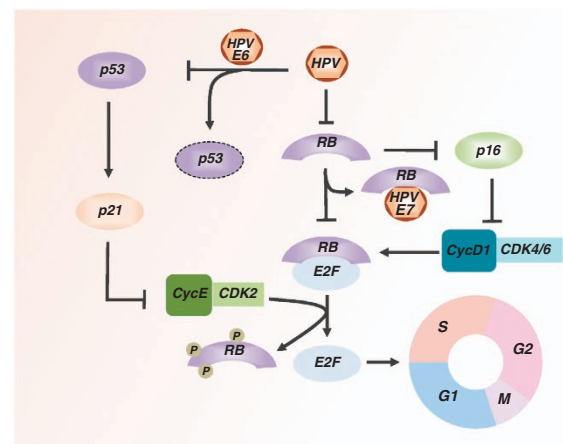 HPV
E6
p53
HPV
p53
RB
p16
RB
HPV
E7
p21
RB
E2F
CycD1
CDK4/6
CycE
CDK2
P
P
P
RB
E2F
S
G2
G1
M